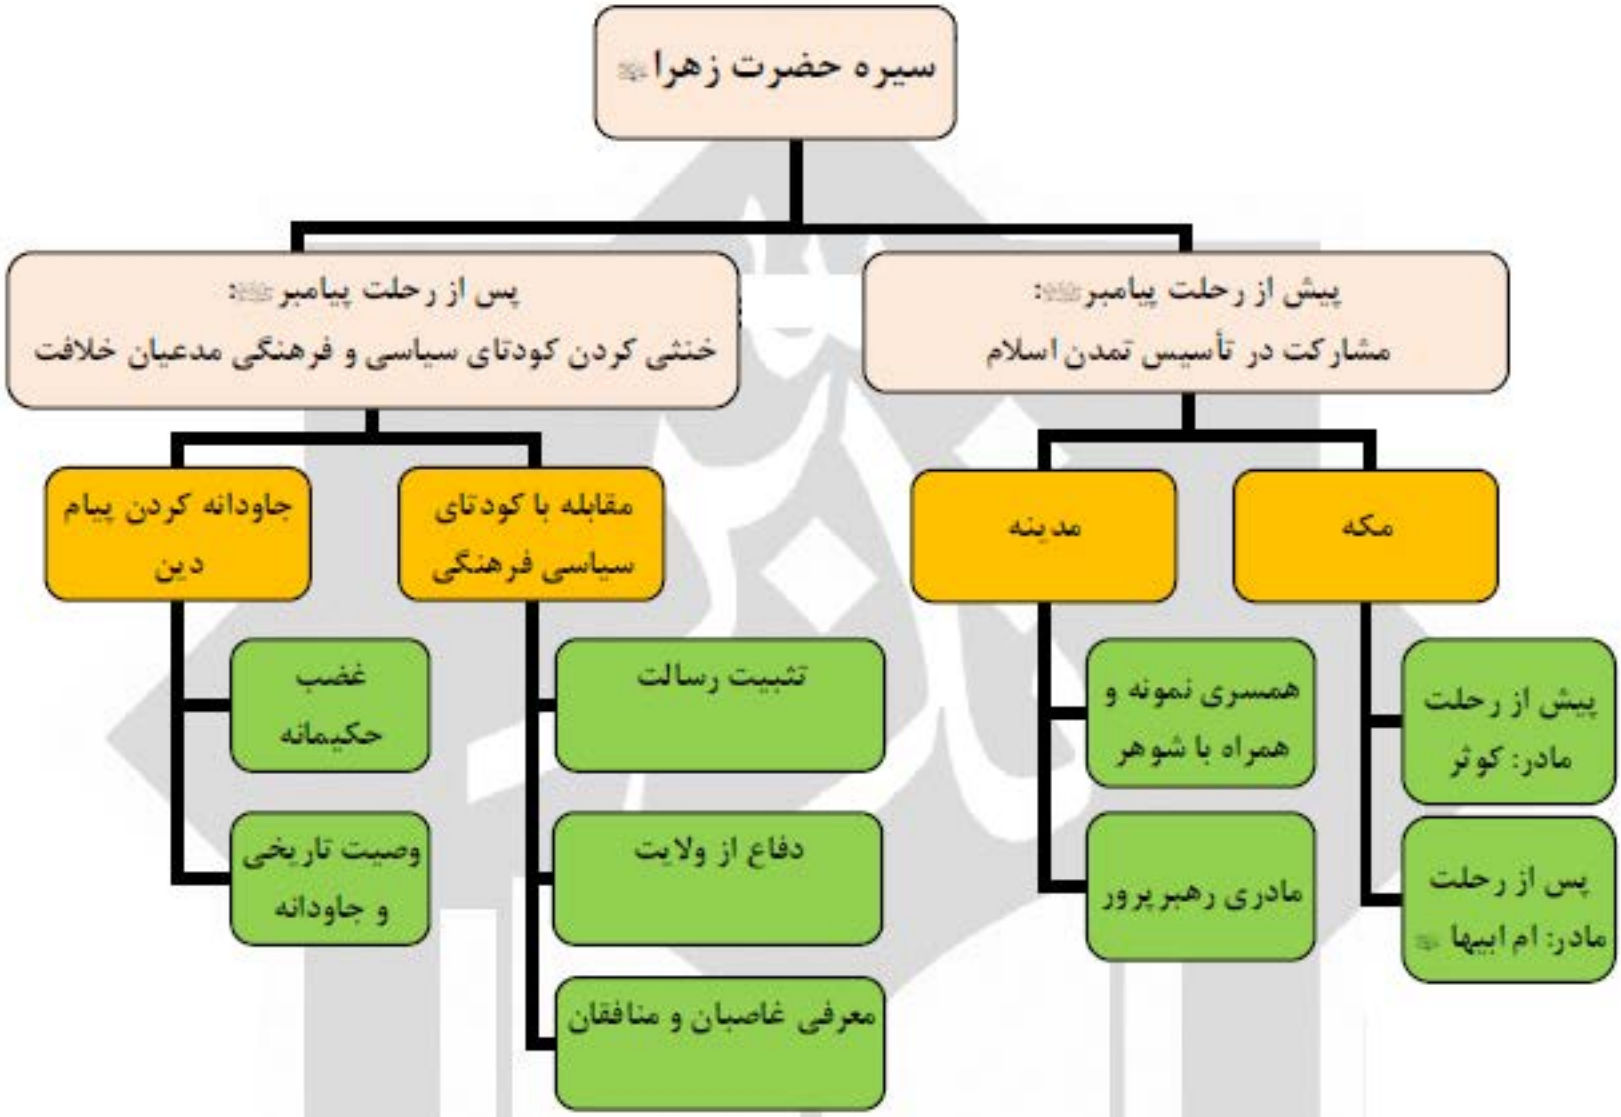 سیره حضرت زهرا
پیش از رحلت پیامبر:
مشارکت در تأسیس تمدن اسلام
پس از رحلت پیامبر:
خنثی کردن کودتای سیاسی و فرهنگی مدعیان خلافت
مکه
مدینه
مقابله با کودتای
سیاسی فرهنگی
جاودانه کردن پیام
دین
پیش از رحلت
مادر: کوثر
پس از رحلت
مادر: ام ابیها
همسری نمونه و
همراه با شوهر
مادری رهبرپرور
تثبیت رسالت
دفاع از ولایت
معرفی غاصبان و منافقان
غضب
حکیمانه
وصیت تاریخی
و جاودانه